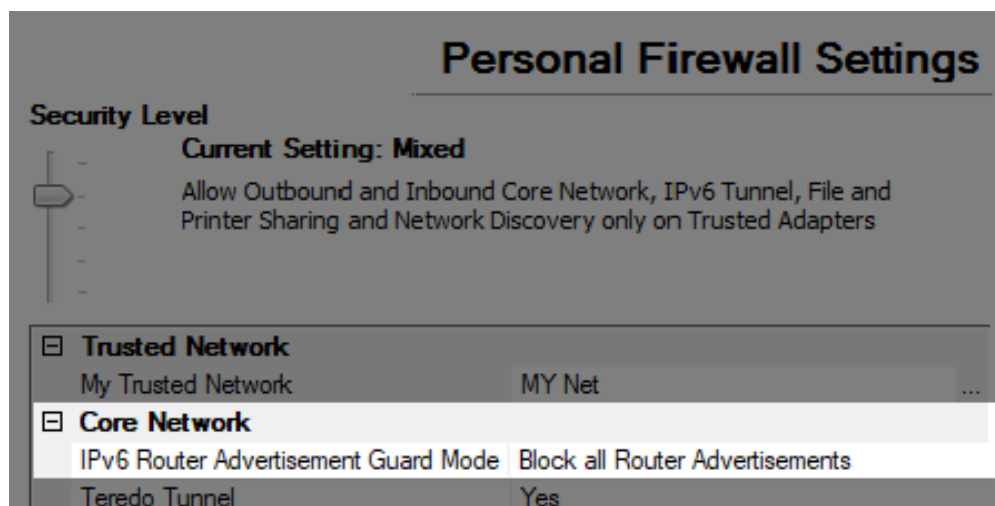 Personal Firewall Settings
Security Level
Current Setting: Mixed
Allow Outbound and Inbound Core Network, IPv6 Tunnel, File and
Printer Sharing and Network Discovery only on Trusted Adapters
Trusted Network
My Trusted Network MY Net ...
Core Network
IPv6 Router Advertisement Guard Mode Block all Router Advertisements
Teredo Tunnel Yes